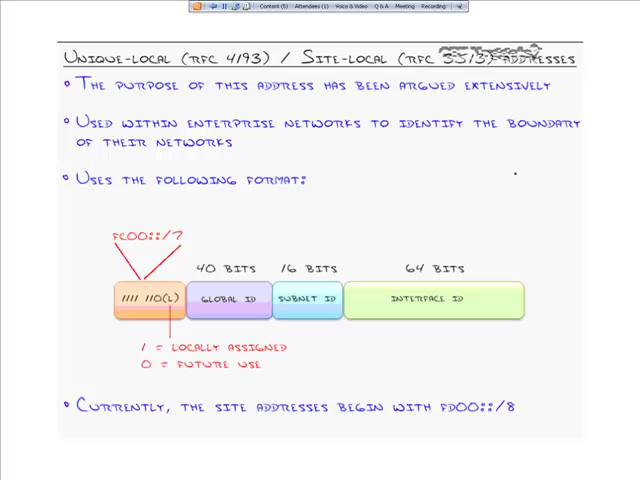 Content (5) Attendees (1) Voice & Video Q & A Meeting Recording
Unique-local (RFC 4193) / Site-local (RFC 3513) Addresses
The purpose of this address has been argued extensively
Used within enterprise networks to identify the boundary
of their networks
Uses the following format:
FC00::/7
40 bits 16 bits 64 bits
1111 110(L) Global ID Subnet ID Interface ID
1 = Locally assigned
0 = Future use
Currently, the site addresses begin with FD00::/8